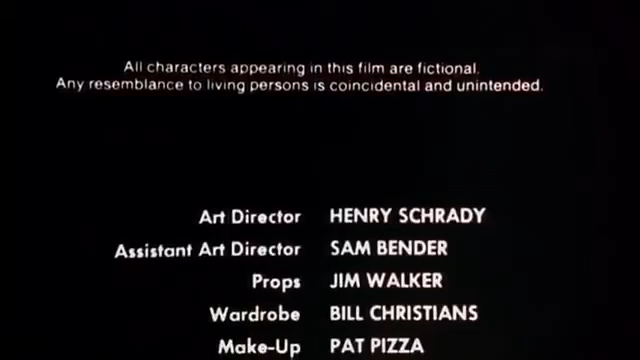 All characters appearing in this film are fictional.
Any resemblance to living persons is coincidental and unintended.
Art Director HENRY SCHRADY
Assistant Art Director SAM BENDER
Props JIM WALKER
Wardrobe BILL CHRISTIANS
Make-Up PAT PIZZA